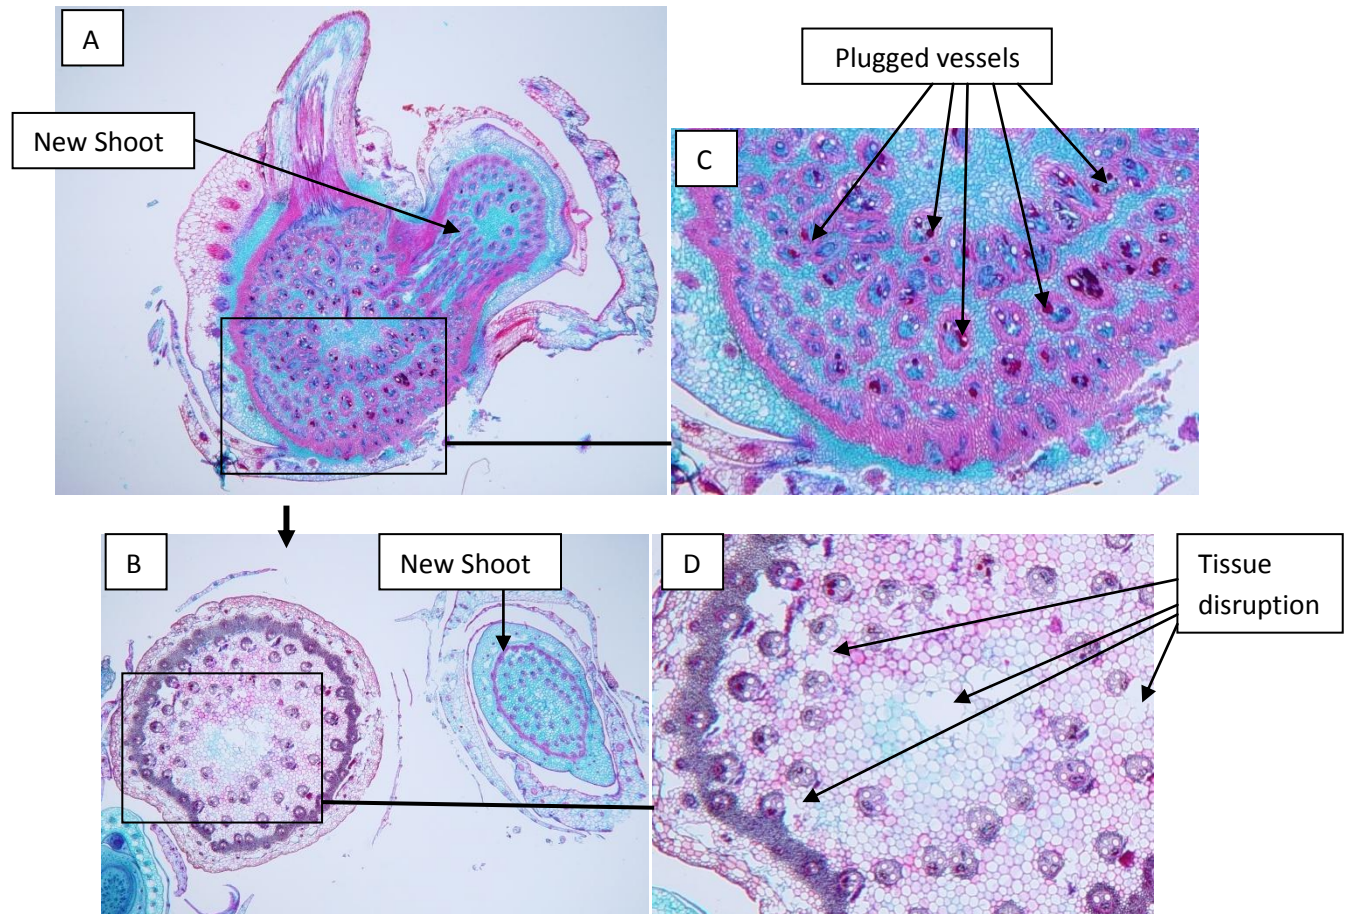 A
Plugged vessels
New Shoot
C
B
New Shoot
D
Tissue
disruption